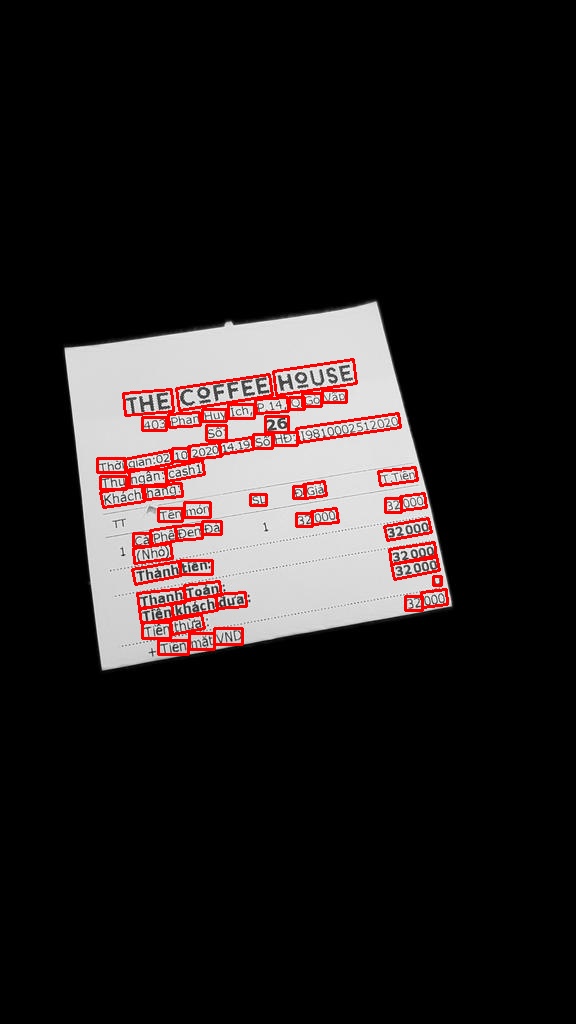 THE COFFEE HOUSE
403 Phan Huy Ích, P.14, Q Gò Vấp
Số 26
Thời gian:02 10 2020 14.19 Số HĐ: 19810002512020
Thu ngân: cash1
Khách hàng:
TT Tên món SL Đ.Giá T.Tiền
1 Cà Phê Đen Đá 1 32 000 32 000
(Nhỏ)
Thành tiền: 32 000
Thanh Toán: 32 000
Tiền khách đưa: 32 000
Tiền thừa: 0
+ Tiền mặt VND 32 000